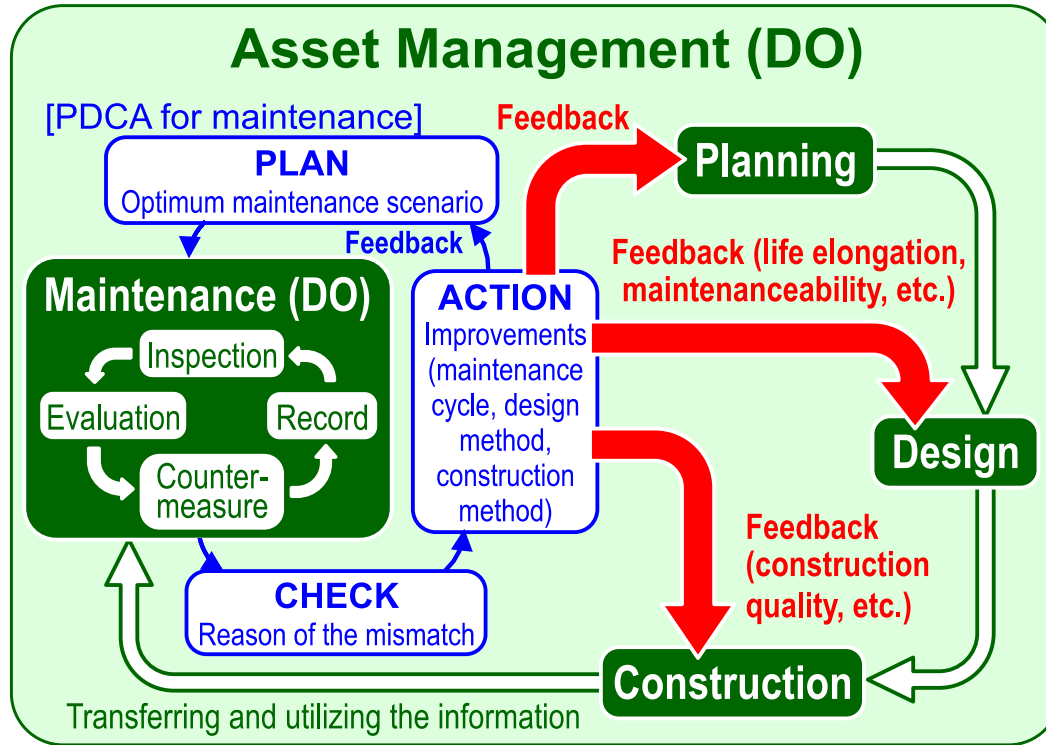 Asset Management (DO)
[PDCA for maintenance]
PLAN
Optimum maintenance scenario
Feedback
Feedback
Planning
Feedback (life elongation,
maintenanceability, etc.)
Maintenance (DO)
Inspection
Evaluation
Record
Counter-
measure
ACTION
Improvements
(maintenance
cycle, design
method,
construction
method)
Design
Feedback
(construction
quality, etc.)
CHECK
Reason of the mismatch
Construction
Transferring and utilizing the information